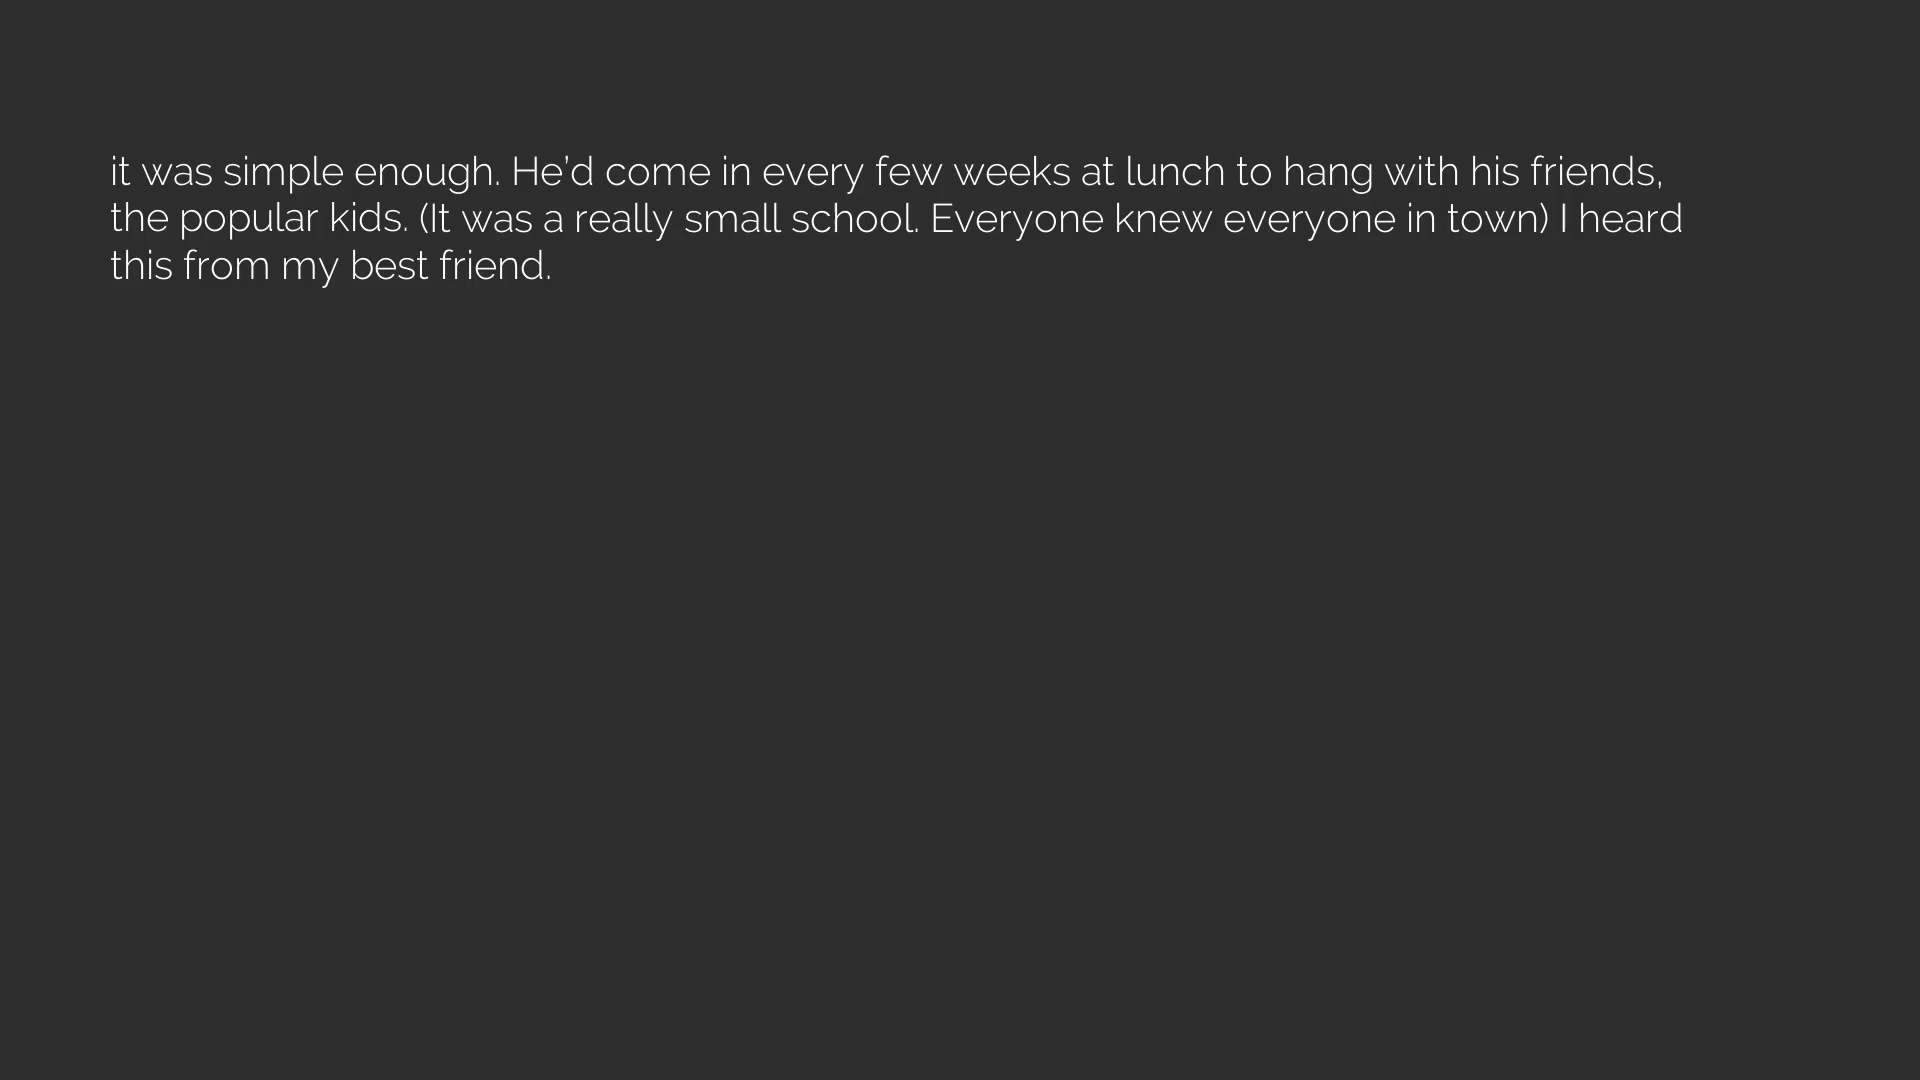 it was simple enough. He'd come in every few weeks at lunch to hang with his friends,
the popular kids. (It was a really small school. Everyone knew everyone in town) I heard
this from my best friend.